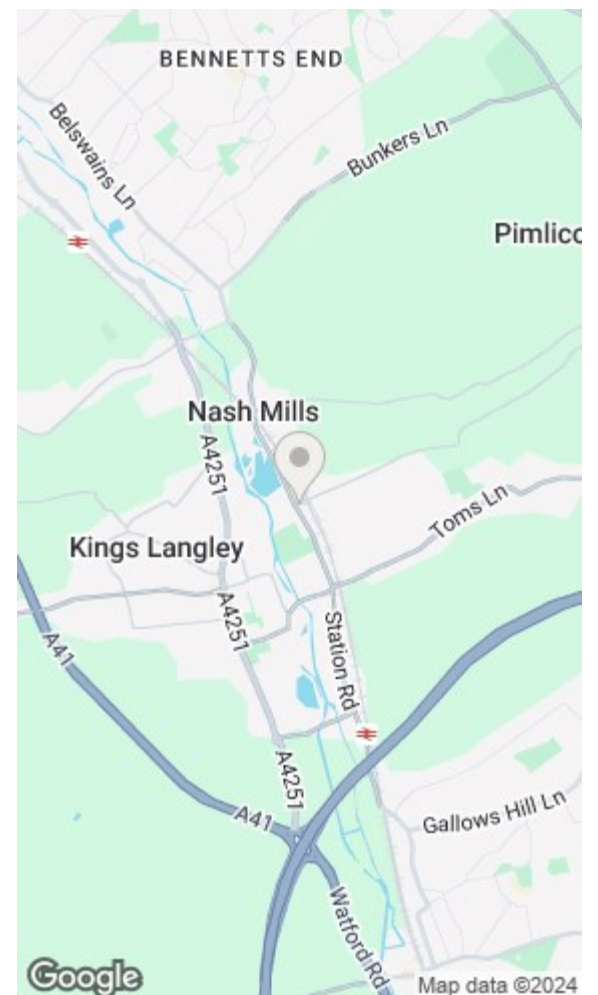 BENNETTS END
Belswains Ln
Bunkers Ln
Pimlico
Nash Mills
A4251
Toms Ln
Kings Langley
A4251
Station Rd
A41
A4251
A41
Gallows Hill Ln
Watford Rd
Google
Map data ©2024